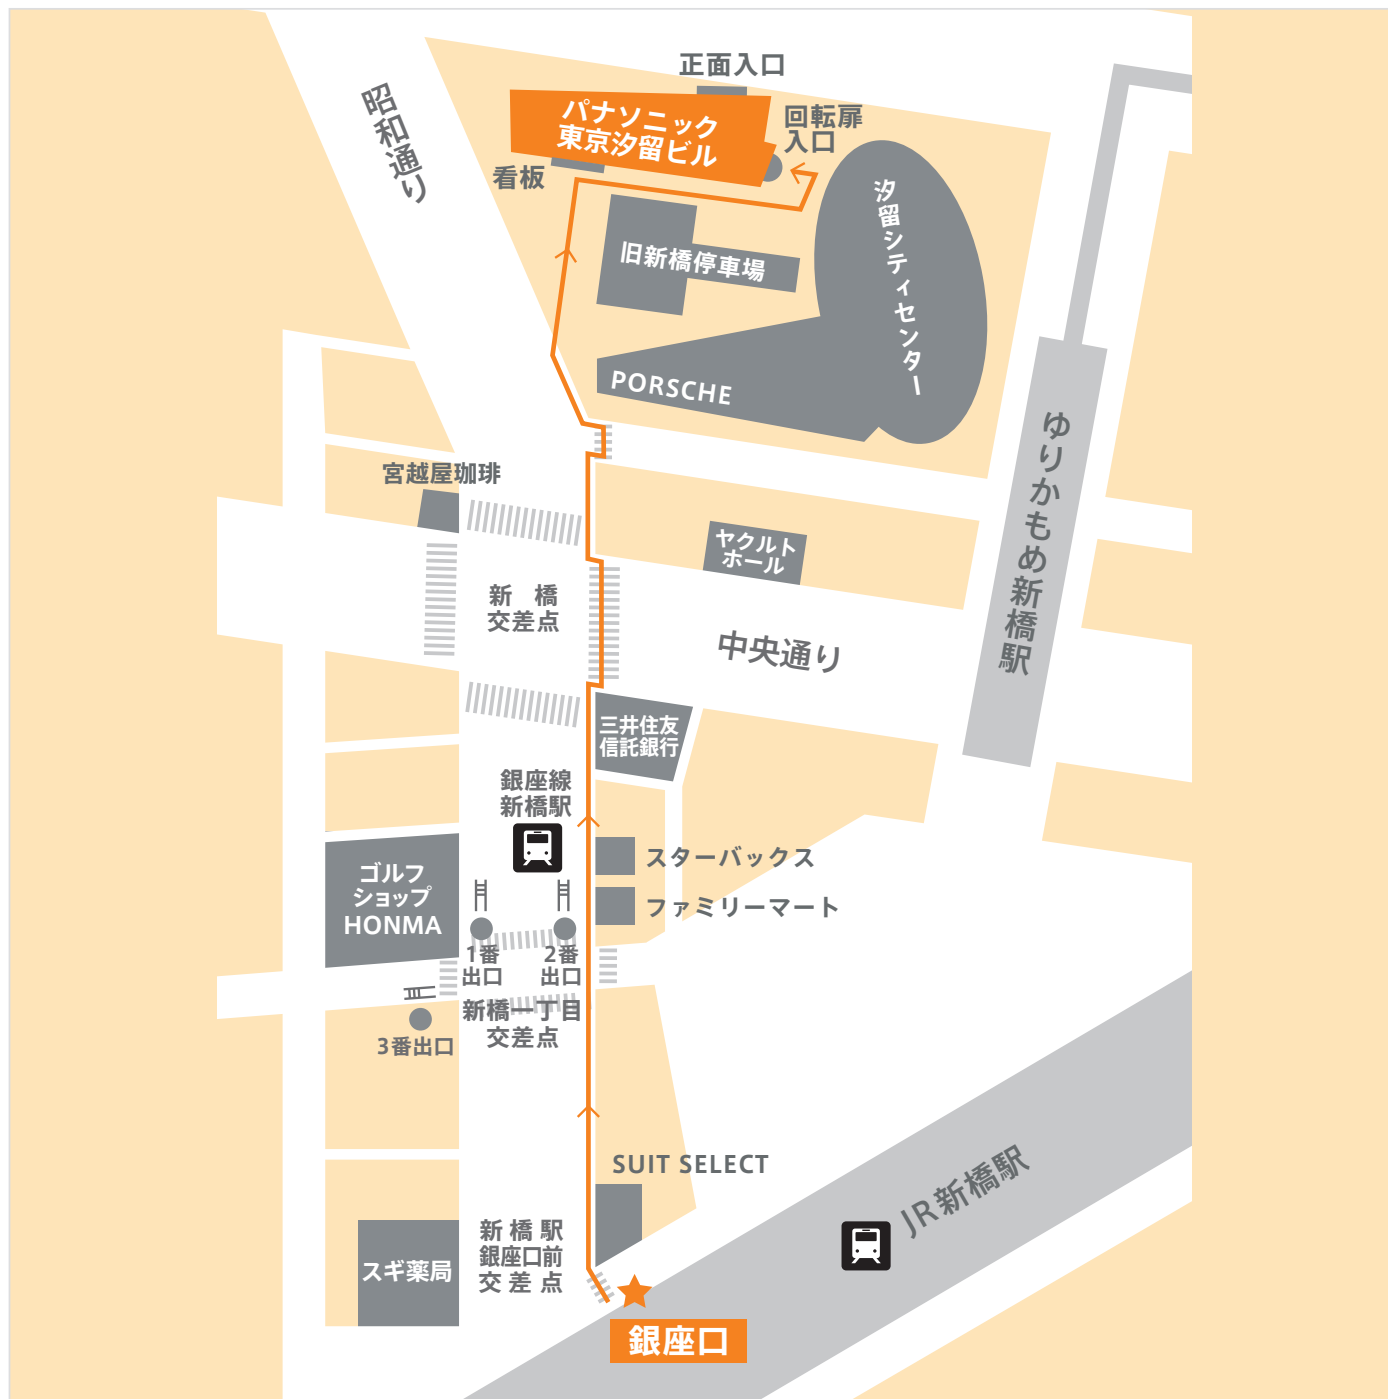 正面入口
パナソニック
東京汐留ビル
回転扉
入口
看板
昭和通り
汐留シティセンター
旧新橋停車場
PORSCHE
ゆりかもめ新橋駅
宮越屋珈琲
ヤクルト
ホール
新　橋
交差点
中央通り
三井住友
信託銀行
銀座線
新橋駅
スターバックス
ファミリーマート
ゴルフ
ショップ
HONMA
1番
出口
2番
出口
新橋一丁目
交差点
3番出口
SUIT SELECT
JR新橋駅
新橋駅
銀座口前
交差点
スギ薬局
銀座口